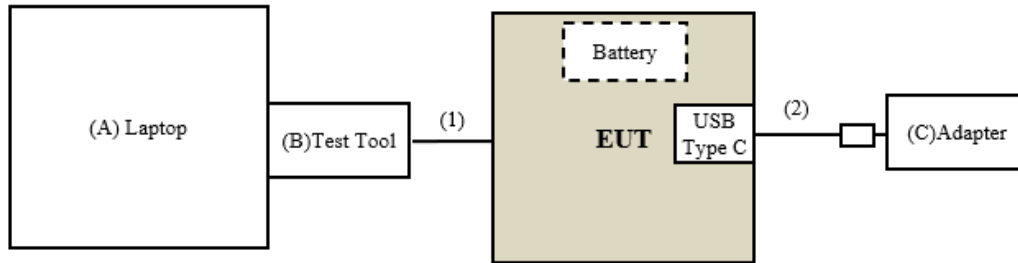 Battery
(A) Laptop
(B)Test Tool
(1)
EUT
USB
Type C
(2)
(C)Adapter